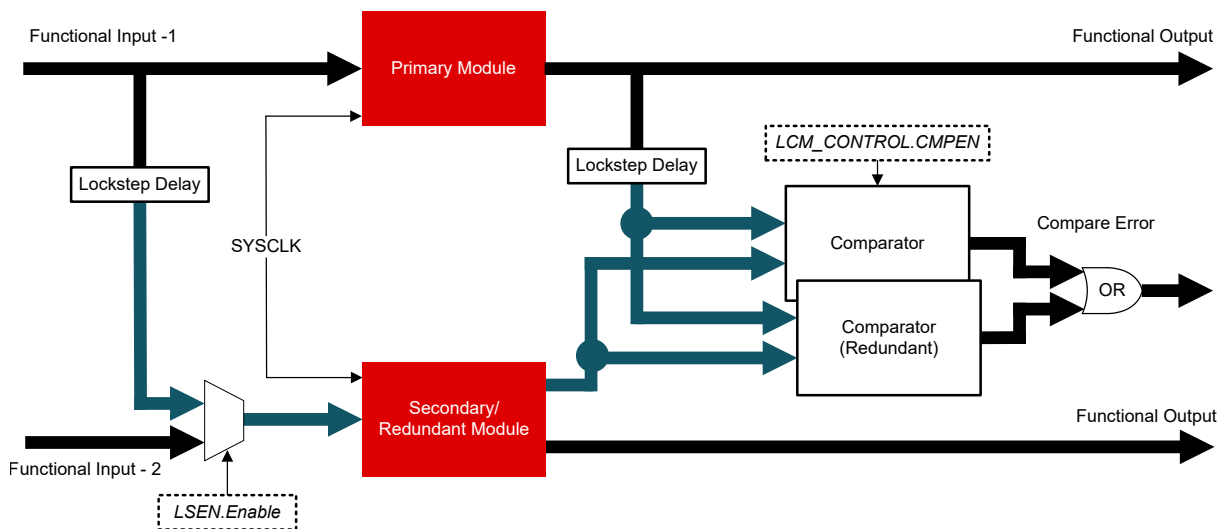 Functional Input -1
Primary Module
Functional Output
LCM_CONTROL.CMPEN
Lockstep Delay
Lockstep Delay
SYSCLK
Comparator
Compare Error
OR
Comparator
(Redundant)
Secondary/
Redundant Module
Functional Output
Functional Input - 2
LSEN.Enable